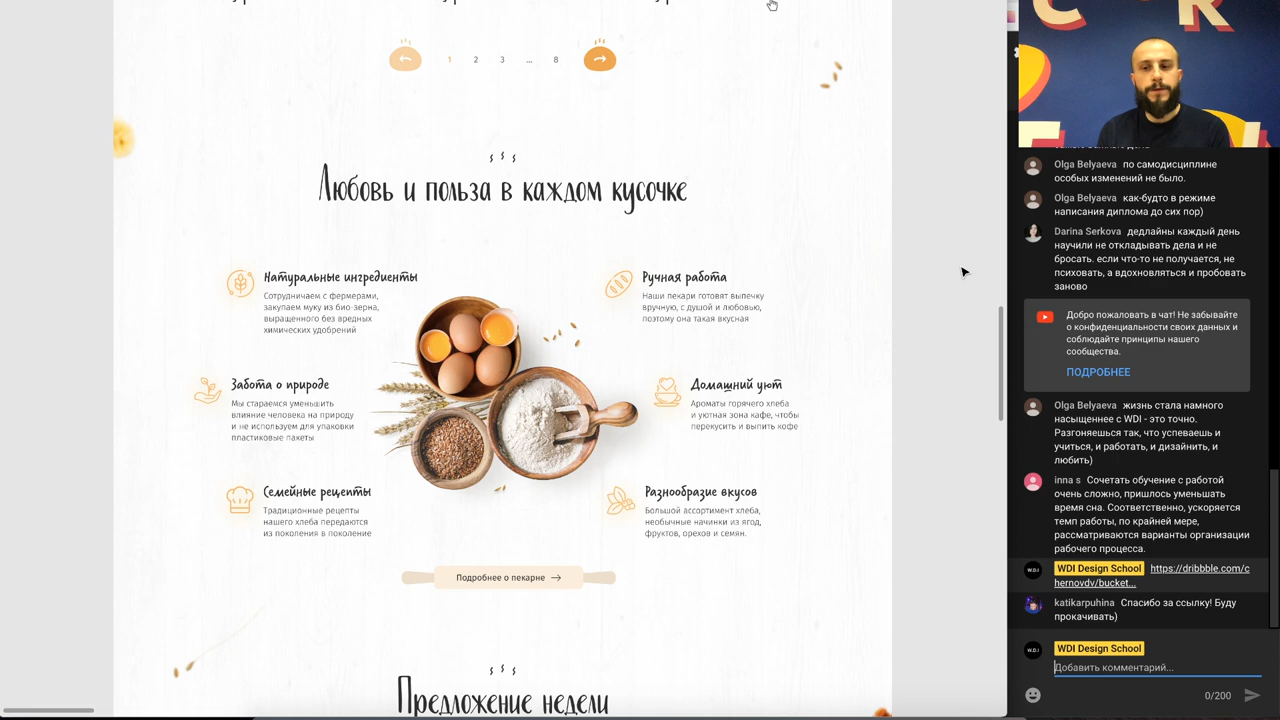 1 2 3 ... 8
Любовь и польза в каждом кусочке
Натуральные ингредиенты
Сотрудничаем с фермерами,
закупаем муку из био-зерна,
выращенного без вредных
химических удобрений
Ручная работа
Наши пекари готовят выпечку
вручную, с душой и любовью,
поэтому она такая вкусная
Забота о природе
Мы стараемся уменьшить
влияние человека на природу
и не используем для упаковки
пластиковые пакеты
Домашний уют
Ароматы горячего хлеба
и уютная зона кафе, чтобы
перекусить и выпить кофе
Семейные рецепты
Традиционные рецепты
нашего хлеба передаются
из поколения в поколение
Разнообразие вкусов
Большой ассортимент хлеба,
необычные начинки из ягод,
фруктов, орехов и семян.
Подробнее о пекарне →
Предложение недели
Olga Belyaeva по самодисциплине
особых изменений не было.
Olga Belyaeva как-будто в режиме
написания диплома до сих пор)
Darina Serkova дедлайны каждый день
научили не откладывать дела и не
бросать. если что-то не получается, не
психовать, а вдохновляться и пробовать
заново
Добро пожаловать в чат! Не забывайте
о конфиденциальности своих данных и
соблюдайте принципы нашего
сообщества.
ПОДРОБНЕЕ
Olga Belyaeva жизнь стала намного
насыщеннее с WDI - это точно.
Разгоняешься так, что успеваешь и
учиться, и работать, и дизайнить, и
любить)
inna s Сочетать обучение с работой
очень сложно, пришлось уменьшать
время сна. Соответственно, ускоряется
темп работы, по крайней мере,
рассматриваются варианты организации
рабочего процесса.
W.D.I WDI Design School https://dribbble.com/c
hernovdv/bucket...
katikarpuhina Спасибо за ссылку! Буду
прокачивать)
W.D.I WDI Design School
Добавить комментарий...
0/200